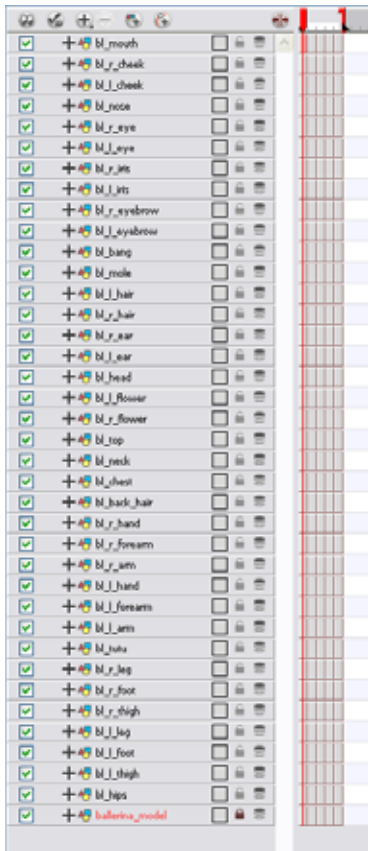 bl_mouth
bl_r_cheek
bl_l_cheek
bl_nose
bl_r_eye
bl_l_eye
bl_r_iris
bl_l_iris
bl_r_eyebrow
bl_l_eyabrow
bl_bang
bl_mole
bl_l_hair
bl_r_hair
bl_r_ear
bl_l_ear
bl_head
bl_l_flower
bl_r_flower
bl_top
bl_neck
bl_chest
bl_back_hair
bl_r_hand
bl_r_forearm
bl_r_arm
bl_l_hand
bl_l_forearm
bl_l_arm
bl_tutu
bl_r_leg
bl_r_foot
bl_r_thigh
bl_l_leg
bl_l_foot
bl_l_thigh
bl_hips
ballerina_model